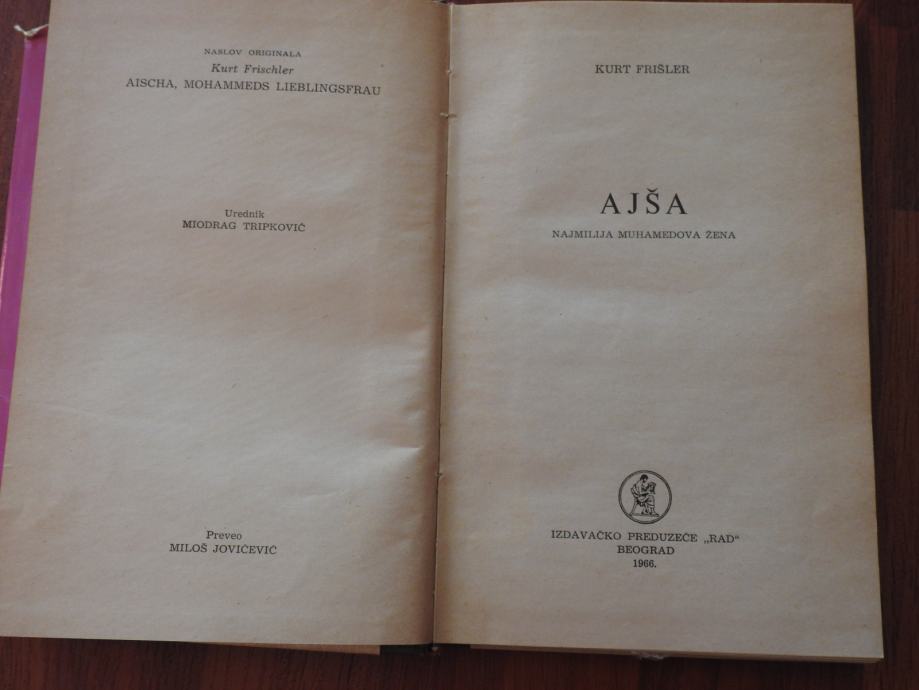 NASLOV ORIGINALA
Kurt Frischler
AISCHA, MOHAMMEDS LIEBLINGSFRAU
Urednik
MIODRAG TRIPKOVIĆ
Preveo
MILOŠ JOVIĆEVIĆ
KURT FRIŠLER
AJŠA
NAJMILIJA MUHAMEDOVA ŽENA
IZDAVAČKO PREDUZEĆE „RAD“
BEOGRAD
1966.